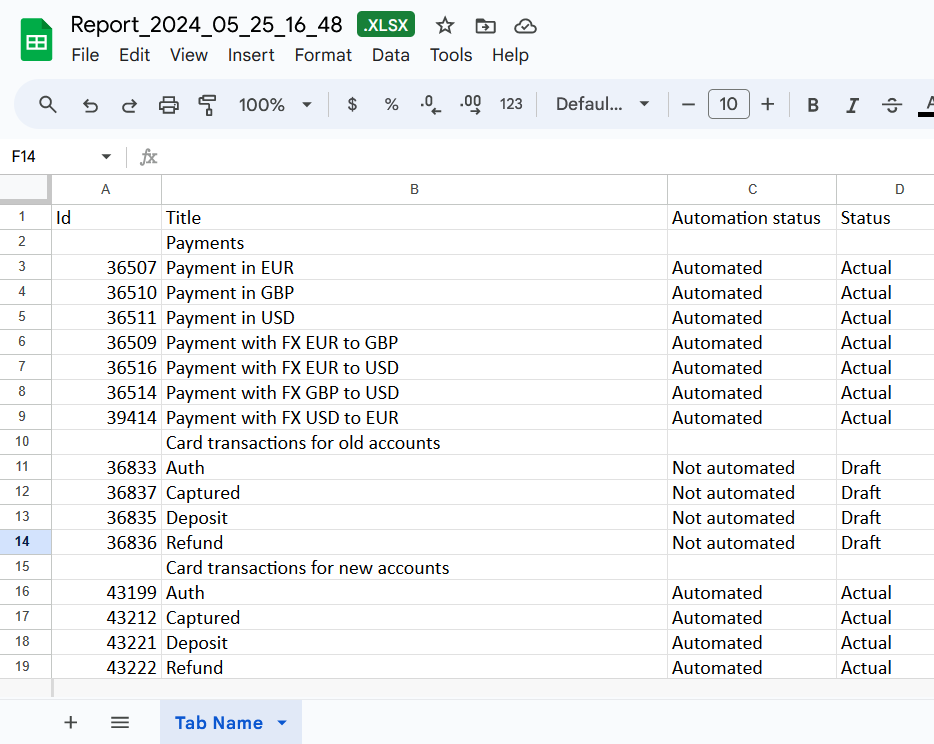 Report_2024_05_25_16_48 .XLSX
File Edit View Insert Format Data Tools Help
100% $ % .0 .00 123 Defaul... − 10 + B I S A
F14 fx
A B C D
1 Id Title Automation status Status
2 Payments
3 36507 Payment in EUR Automated Actual
4 36510 Payment in GBP Automated Actual
5 36511 Payment in USD Automated Actual
6 36509 Payment with FX EUR to GBP Automated Actual
7 36516 Payment with FX EUR to USD Automated Actual
8 36514 Payment with FX GBP to USD Automated Actual
9 39414 Payment with FX USD to EUR Automated Actual
10 Card transactions for old accounts
11 36833 Auth Not automated Draft
12 36837 Captured Not automated Draft
13 36835 Deposit Not automated Draft
14 36836 Refund Not automated Draft
15 Card transactions for new accounts
16 43199 Auth Automated Actual
17 43212 Captured Automated Actual
18 43221 Deposit Automated Actual
19 43222 Refund Automated Actual
+ Tab Name